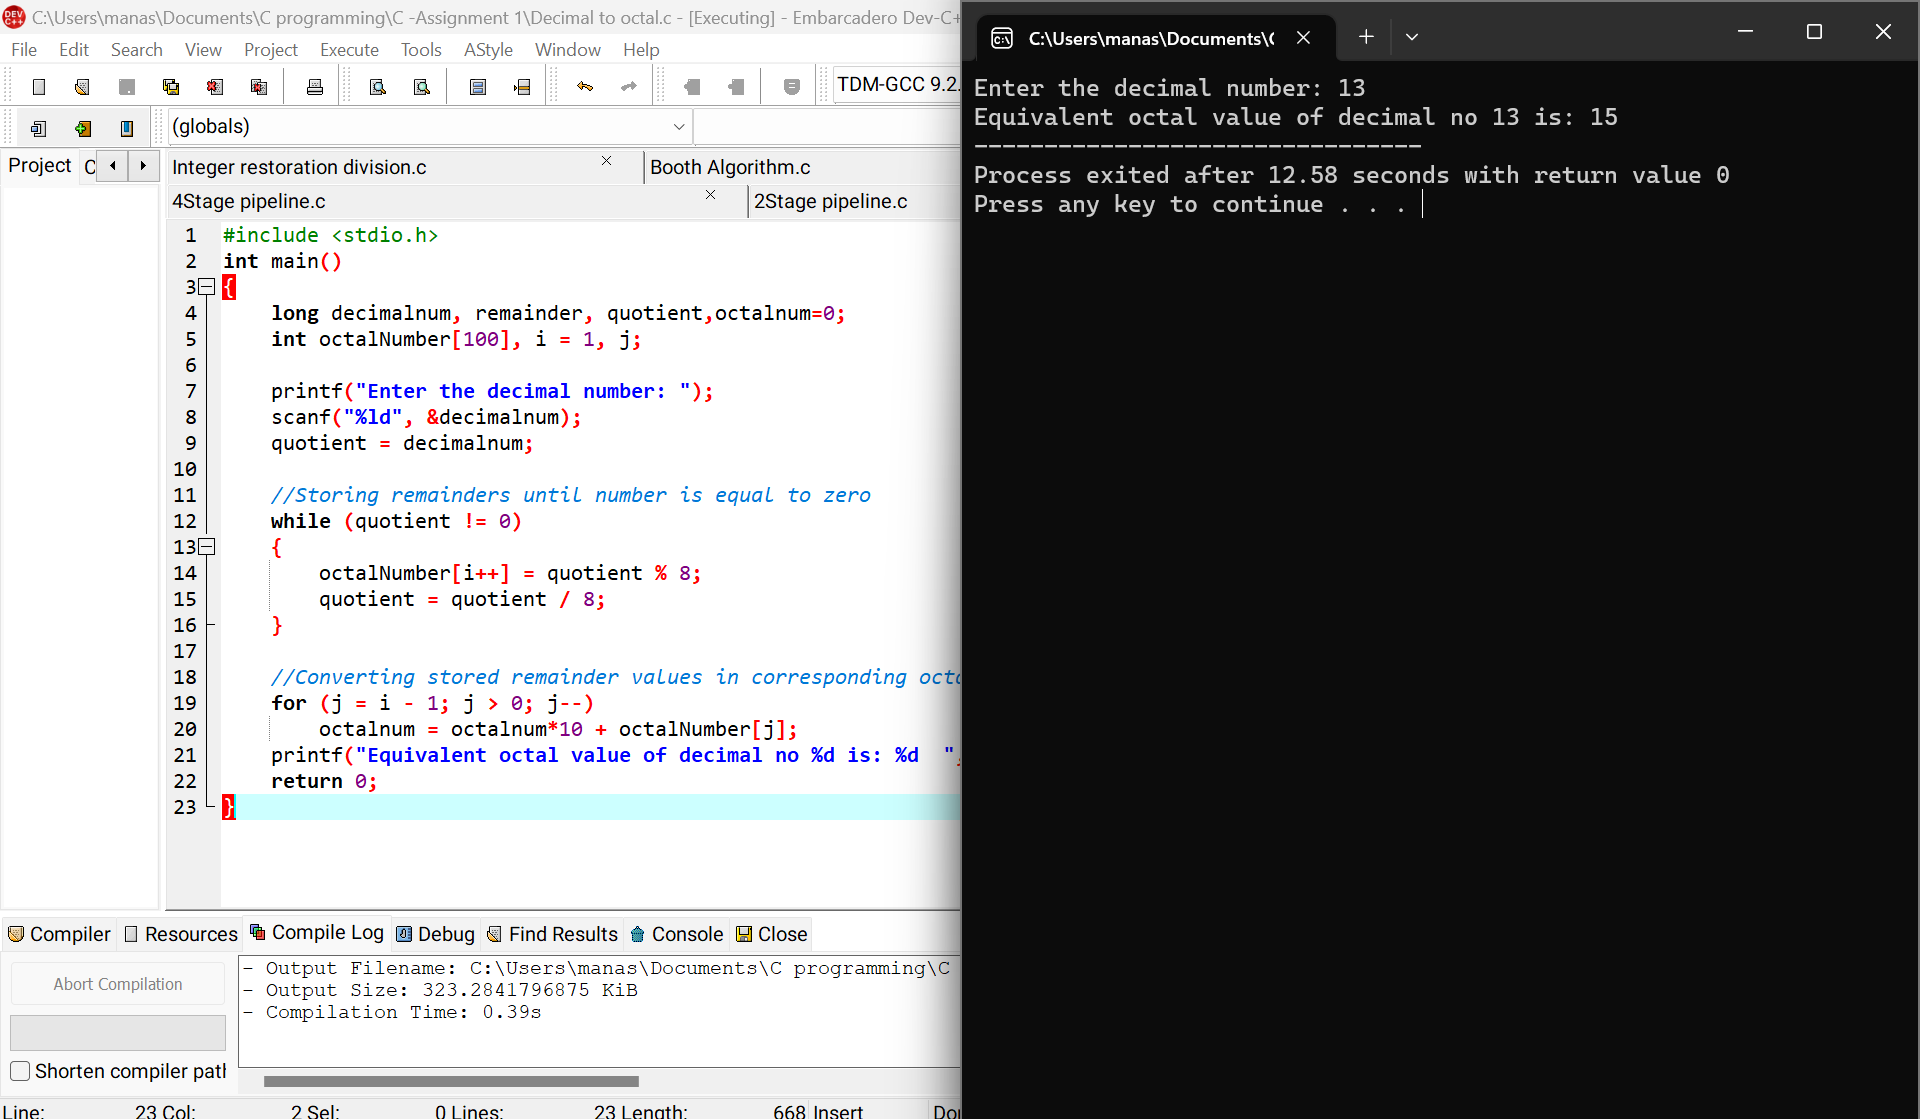 C:\Users\manas\Documents\C programming\C -Assignment 1\Decimal to octal.c - [Executing] - Embarcadero Dev-C+
File Edit Search View Project Execute Tools AStyle Window Help
TDM-GCC 9.2.
(globals)
Project
Integer restoration division.c Booth Algorithm.c
4Stage pipeline.c 2Stage pipeline.c
1 #include <stdio.h>
2 int main()
3 {
4 long decimalnum, remainder, quotient,octalnum=0;
5 int octalNumber[100], i = 1, j;
6
7 printf("Enter the decimal number: ");
8 scanf("%ld", &decimalnum);
9 quotient = decimalnum;
10
11 //Storing remainders until number is equal to zero
12 while (quotient != 0)
13 {
14 octalNumber[i++] = quotient % 8;
15 quotient = quotient / 8;
16 }
17
18 //Converting stored remainder values in corresponding octa
19 for (j = i - 1; j > 0; j--)
20 octalnum = octalnum*10 + octalNumber[j];
21 printf("Equivalent octal value of decimal no %d is: %d  ",
22 return 0;
23 }
Compiler Resources Compile Log Debug Find Results Console Close
Abort Compilation
Shorten compiler path
- Output Filename: C:\Users\manas\Documents\C programming\C
- Output Size: 323.2841796875 KiB
- Compilation Time: 0.39s
Line: 23 Col: 2 Sel: 0 Lines: 23 Length: 668 Insert
C:\Users\manas\Documents\(
Enter the decimal number: 13
Equivalent octal value of decimal no 13 is: 15
--------------------------------
Process exited after 12.58 seconds with return value 0
Press any key to continue . . .